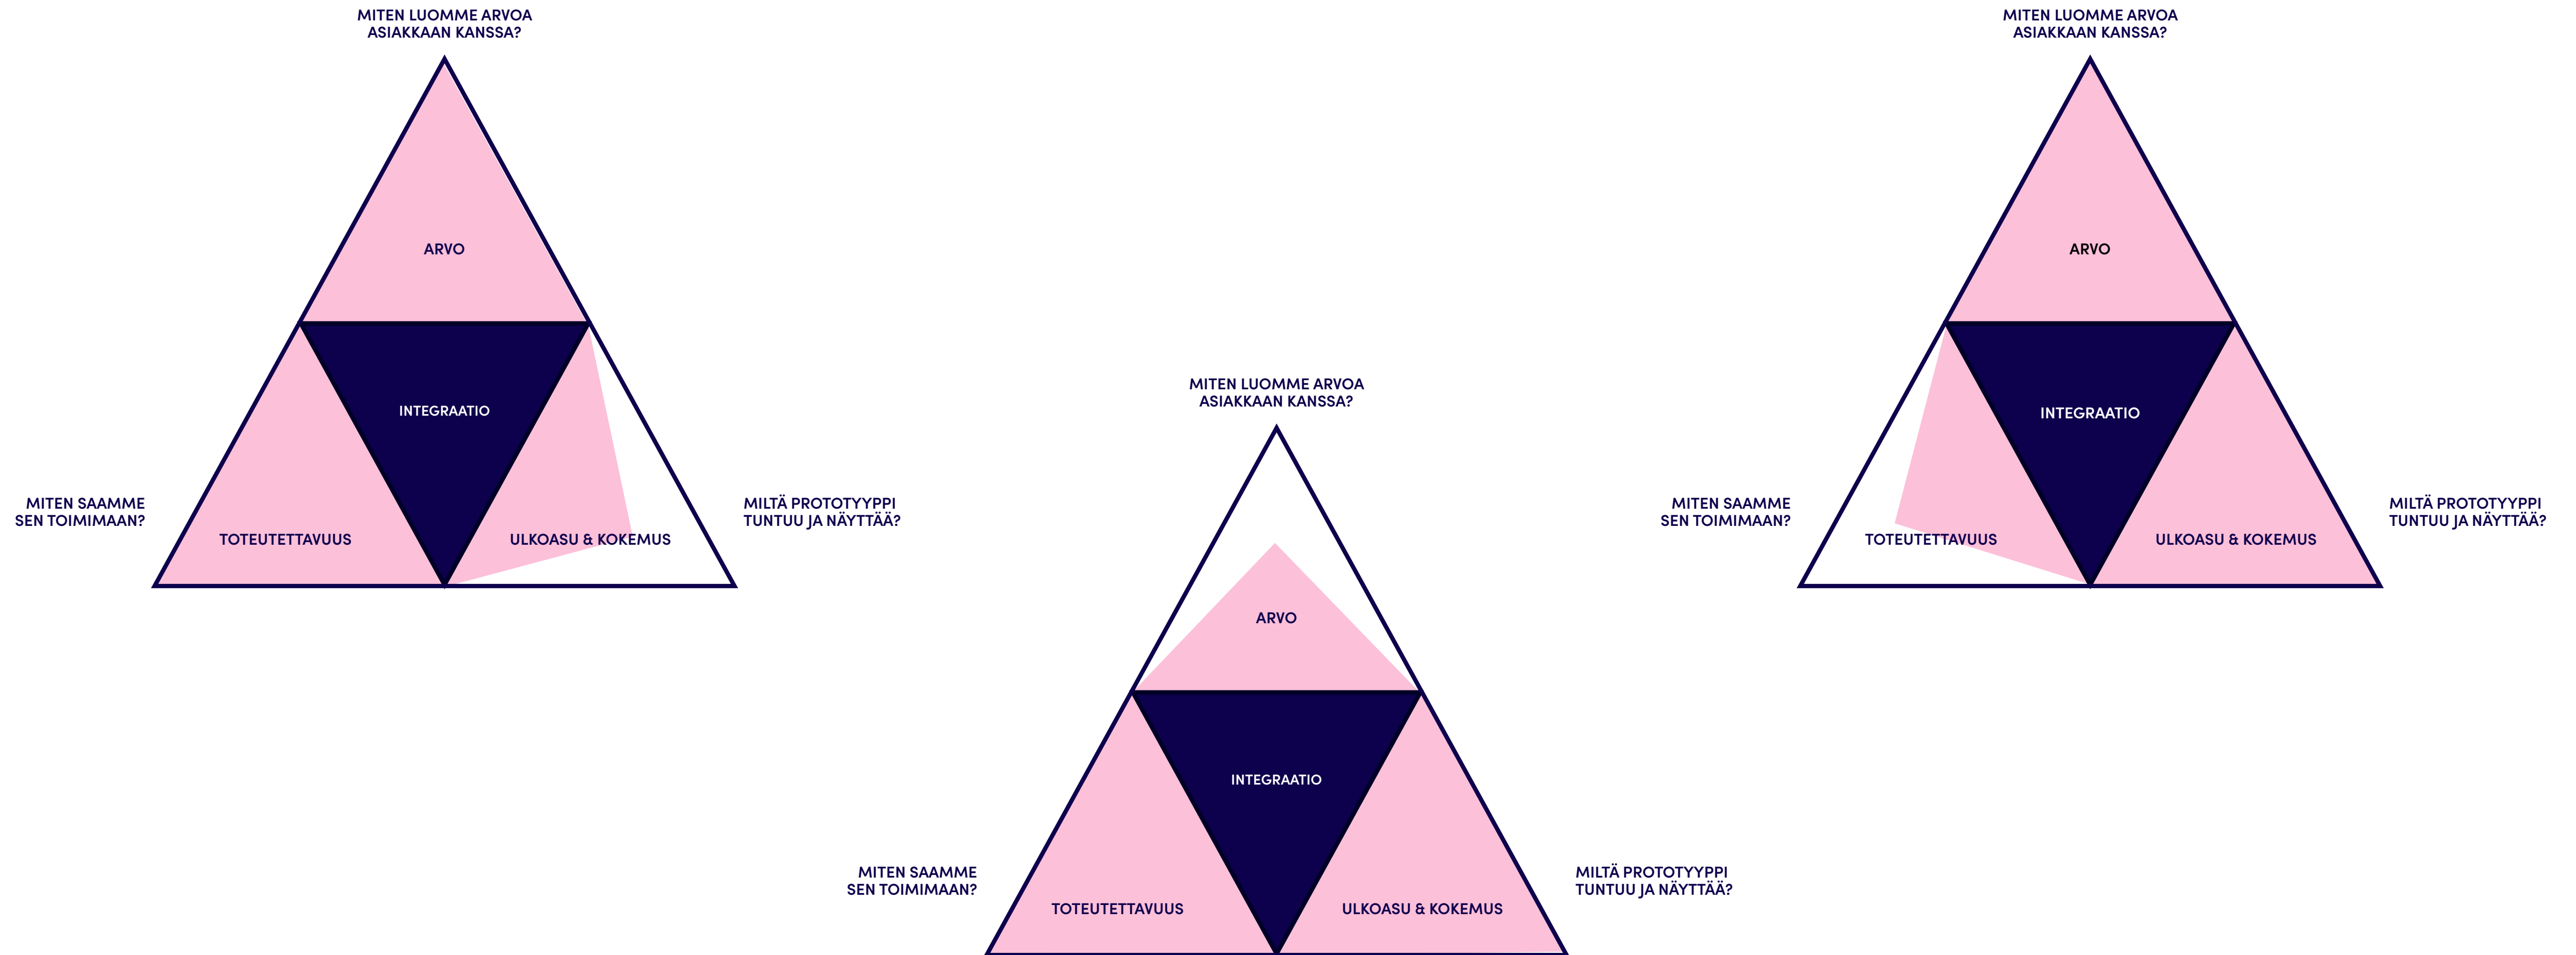 MITEN LUOMME ARVOA
ASIAKKAAN KANSSA?
ARVO
INTEGRAATIO
MITEN SAAMME
SEN TOIMIMAAN?
TOTEUTETTAVUUS
ULKOASU & KOKEMUS
MILTÄ PROTOTYYPPI
TUNTUU JA NÄYTTÄÄ?
MITEN LUOMME ARVOA
ASIAKKAAN KANSSA?
ARVO
INTEGRAATIO
MITEN SAAMME
SEN TOIMIMAAN?
TOTEUTETTAVUUS
ULKOASU & KOKEMUS
MILTÄ PROTOTYYPPI
TUNTUU JA NÄYTTÄÄ?
MITEN LUOMME ARVOA
ASIAKKAAN KANSSA?
ARVO
INTEGRAATIO
MITEN SAAMME
SEN TOIMIMAAN?
TOTEUTETTAVUUS
ULKOASU & KOKEMUS
MILTÄ PROTOTYYPPI
TUNTUU JA NÄYTTÄÄ?